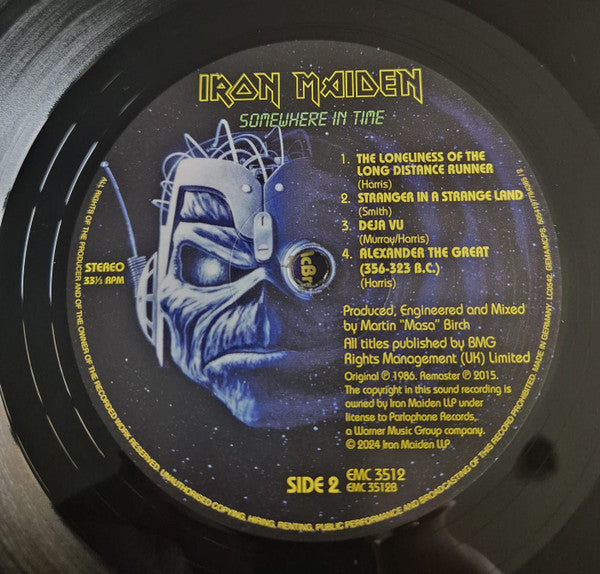 IRON MAIDEN
SOMEWHERE IN TIME
1. THE LONELINESS OF THE
LONG DISTANCE RUNNER
(Harris)
2. STRANGER IN A STRANGE LAND
(Smith)
3. DEJA VU
(Murray/Harris)
4. ALEXANDER THE GREAT
(356-323 B.C.)
(Harris)
STEREO
33⅓ RPM
Produced, Engineered and Mixed
by Martin "Masa" Birch
All titles published by BMG
Rights Management (UK) Limited
Original ℗ 1986. Remaster ℗ 2015.
The copyright in this sound recording is
owned by Iron Maiden LLP under
license to Parlophone Records,
a Warner Music Group company.
© 2024 Iron Maiden LLP.
SIDE 2 EMC 3512
EMC 3512B
ALL RIGHTS OF THE PRODUCER AND OF THE OWNER OF THE RECORDED WORK RESERVED. UNAUTHORISED COPYING, HIRING, RENTING, PUBLIC PERFORMANCE AND BROADCASTING OF THIS RECORD PROHIBITED. MADE IN GERMANY. LC0542. GEMA/MCPS.